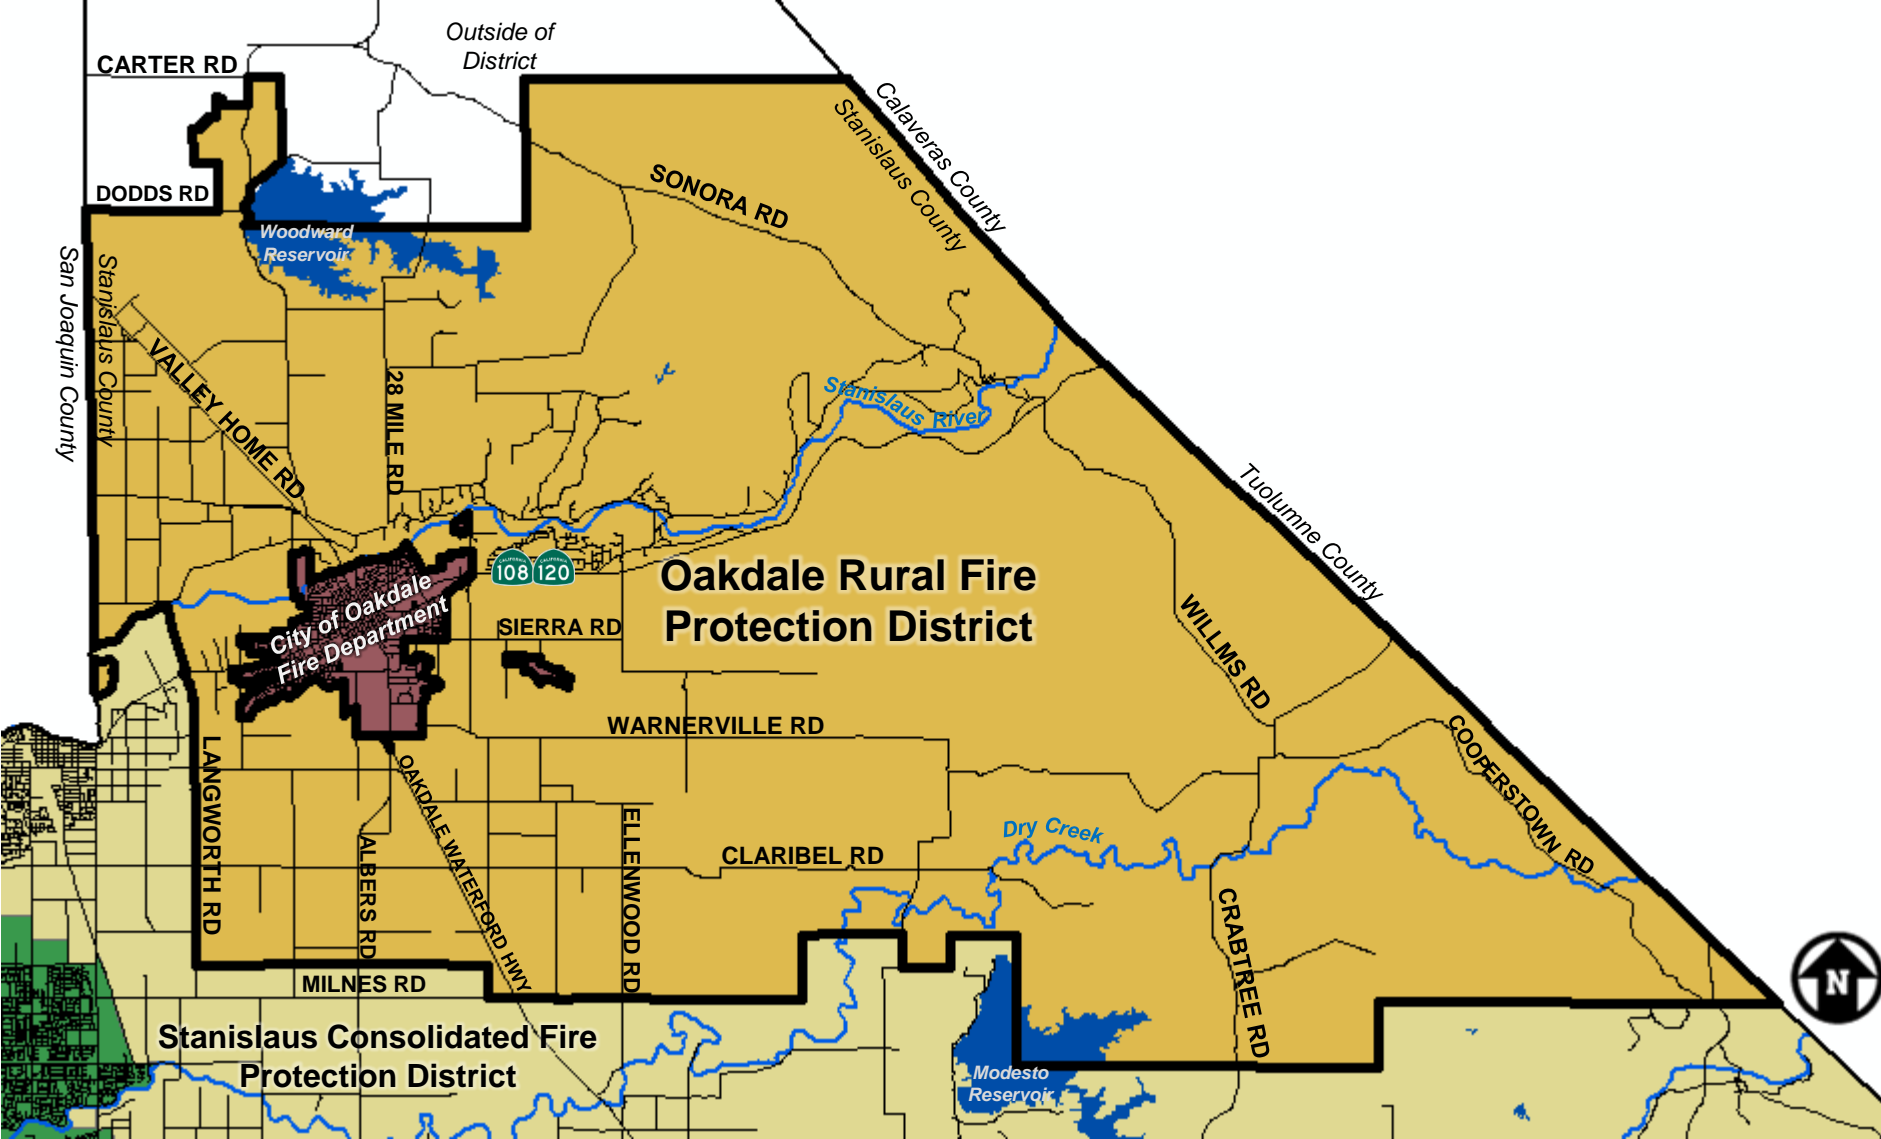 Outside of
District
CARTER RD
Calaveras County
Stanislaus County
DODDS RD
SONORA RD
Woodward
Reservoir
San Joaquin County
Stanislaus County
VALLEY HOME RD
28 MILE RD
Stanislaus River
Tuolumne County
CALIFORNIA
108
CALIFORNIA
120
Oakdale Rural Fire
Protection District
City of Oakdale
Fire Department
SIERRA RD
WILLMS RD
WARNERVILLE RD
COOPERSTOWN RD
LANGWORTH RD
OAKDALE WATERFORD HWY
ALBERS RD
ELLENWOOD RD
Dry Creek
CLARIBEL RD
CRABTREE RD
N
MILNES RD
Stanislaus Consolidated Fire
Protection District
Modesto
Reservoir